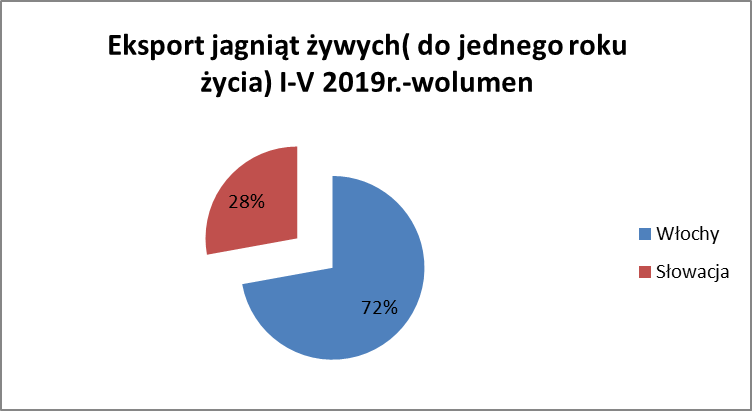 Eksport jagniąt żywych( do jednego roku
życia) I-V 2019r.-wolumen
28%
72%
Włochy
Słowacja